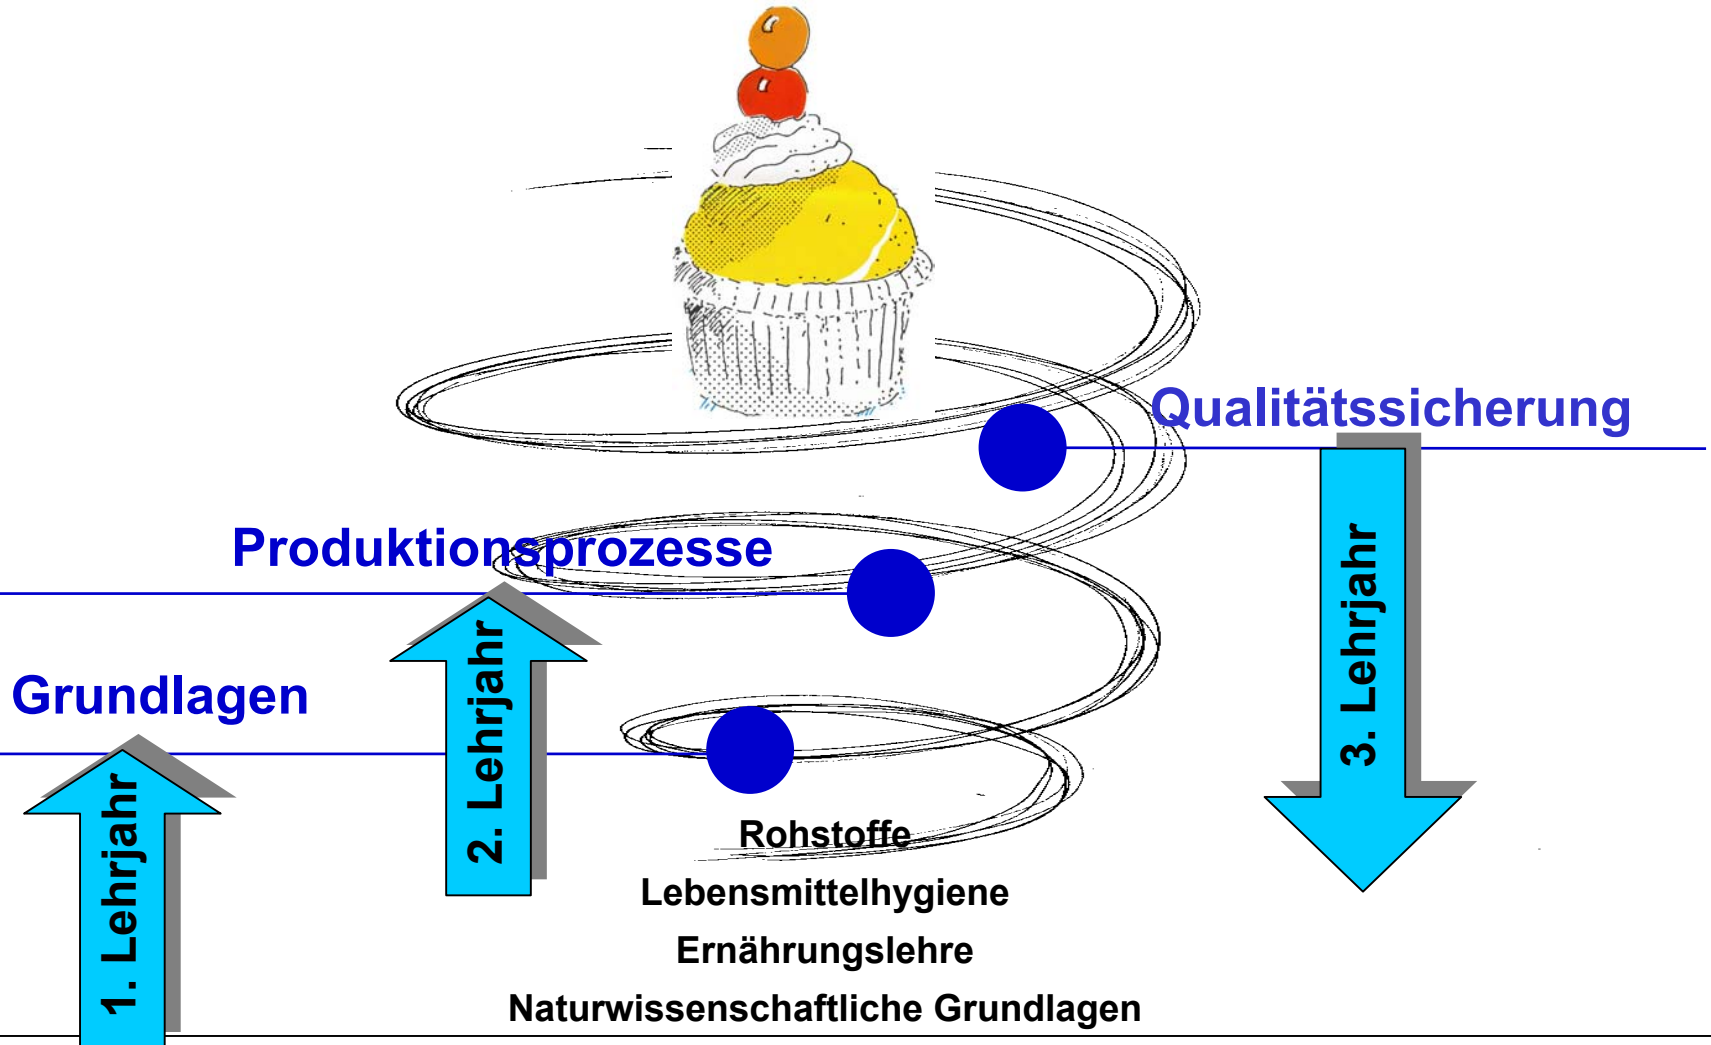 Qualitätssicherung
Produktionsprozesse
3. Lehrjahr
2. Lehrjahr
Grundlagen
1. Lehrjahr
Rohstoffe
Lebensmittelhygiene
Ernährungslehre
Naturwissenschaftliche Grundlagen